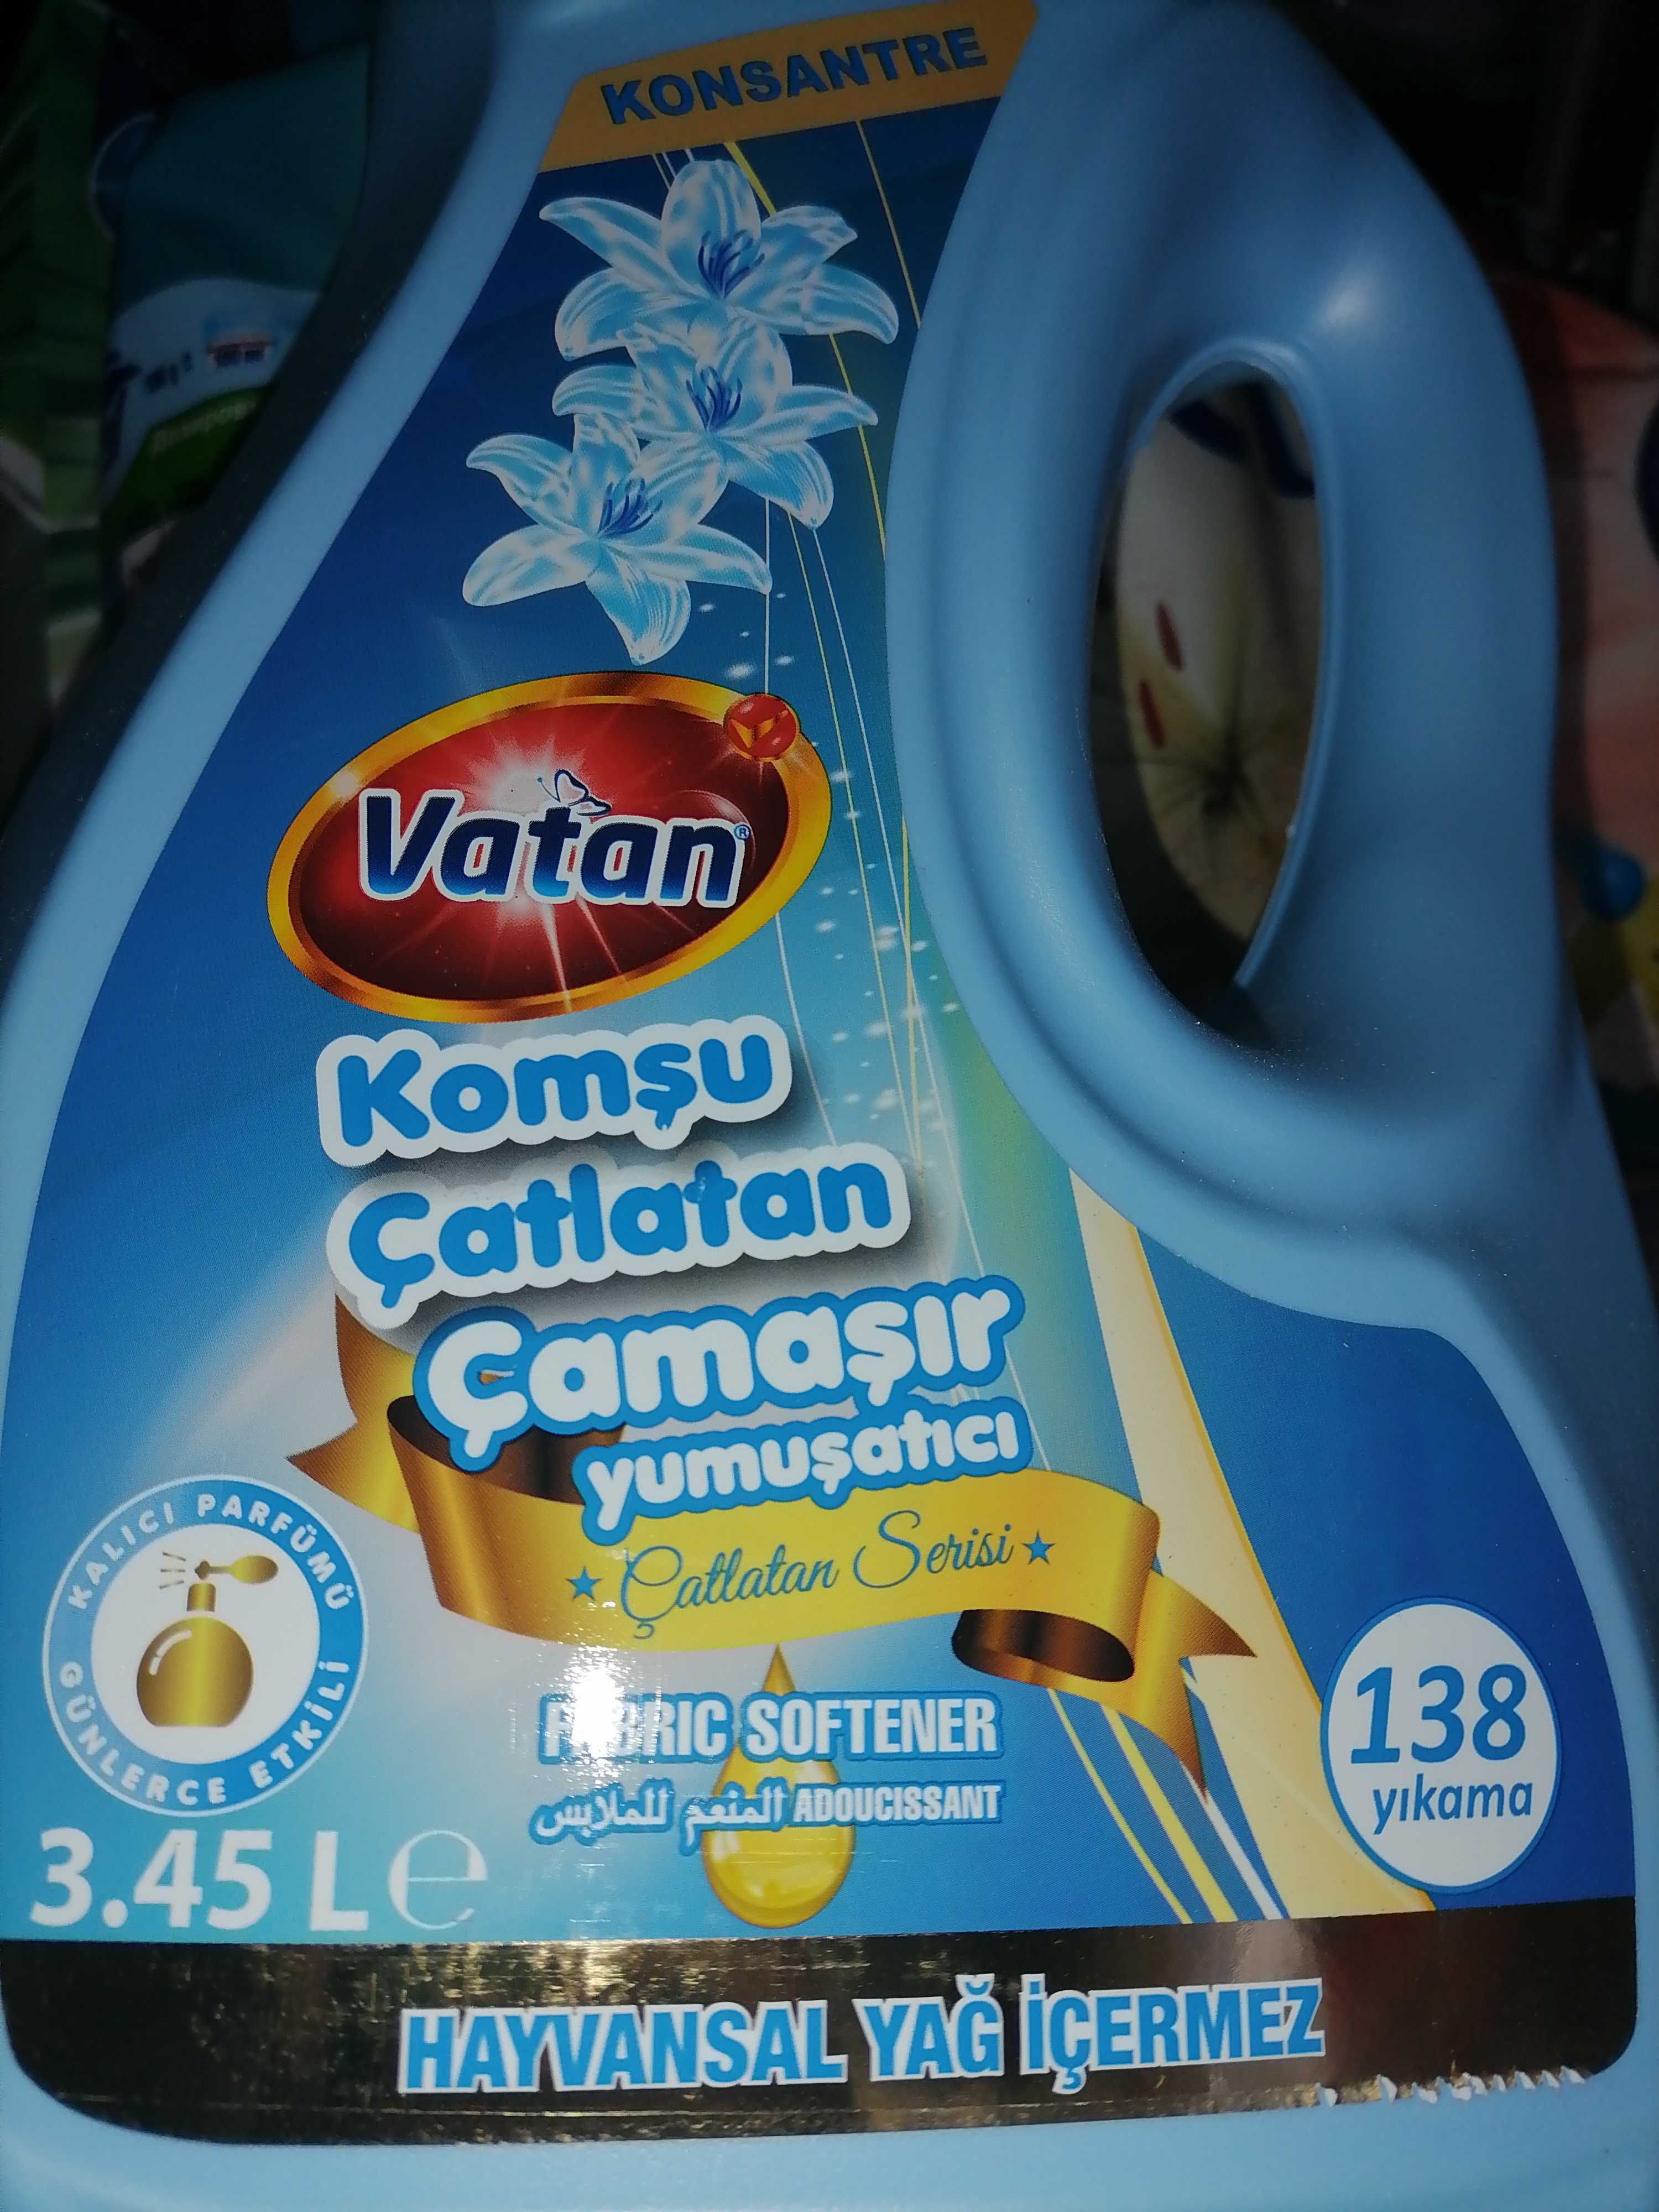 KONSANTRE
Vatan®
Komşu
Çatlatan
Çamaşır
yumuşatıcı
Çatlatan Serisi
KALICI PARFÜMÜ
GÜNLERCE ETKİLİ
FABRIC SOFTENER
المنعم للملابس ADOUCISSANT
138
yıkama
3.45 L e
HAYVANSAL YAĞ İÇERMEZ